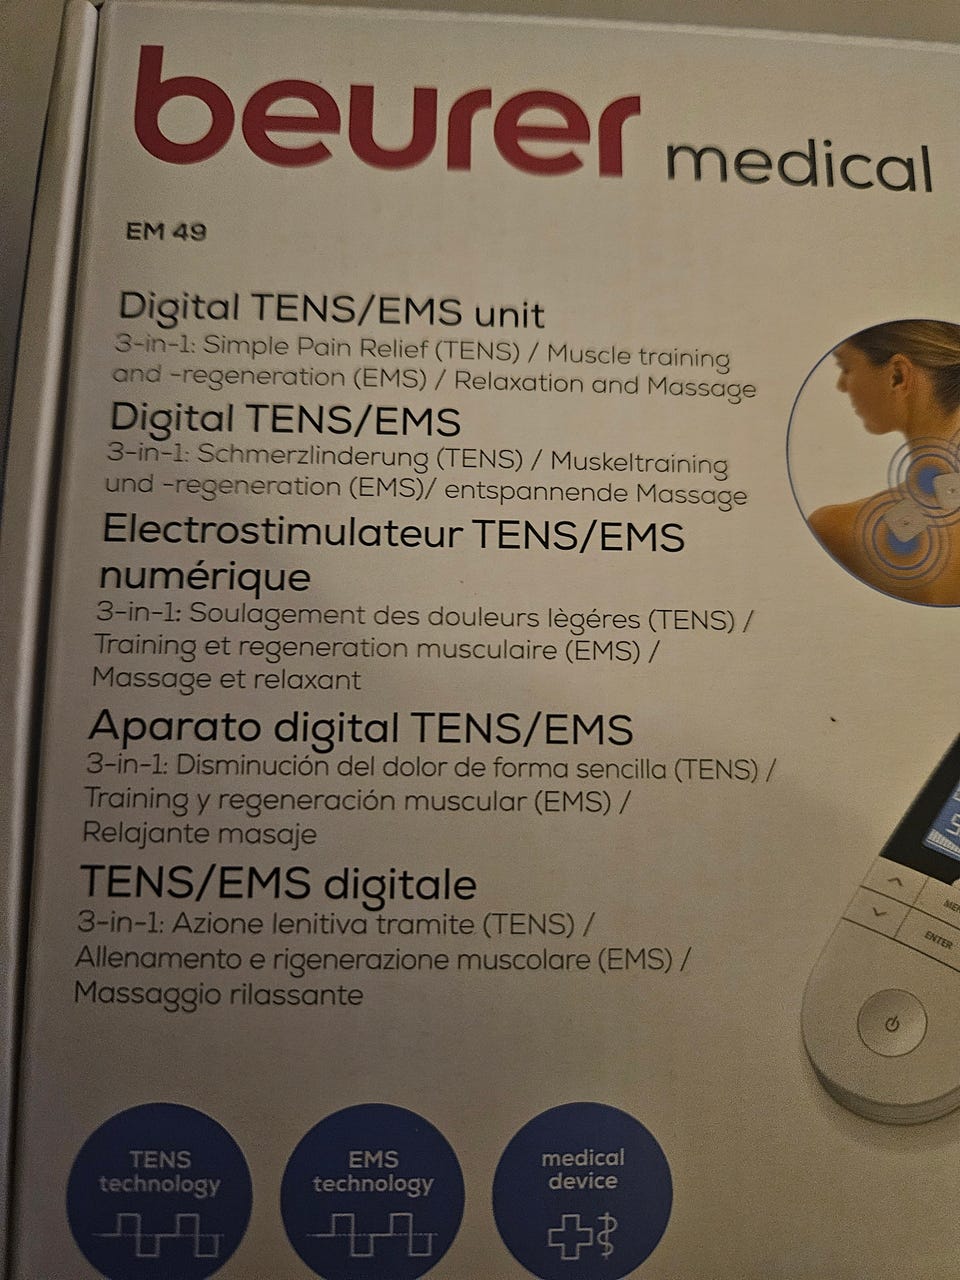 beurer medical
EM 49
Digital TENS/EMS unit
3-in-1: Simple Pain Relief (TENS) / Muscle training
and -regeneration (EMS) / Relaxation and Massage
Digital TENS/EMS
3-in-1: Schmerzlinderung (TENS) / Muskeltraining
und -regeneration (EMS)/ entspannende Massage
Electrostimulateur TENS/EMS
numérique
3-in-1: Soulagement des douleurs lègéres (TENS) /
Training et regeneration musculaire (EMS) /
Massage et relaxant
Aparato digital TENS/EMS
3-in-1: Disminución del dolor de forma sencilla (TENS) /
Training y regeneración muscular (EMS) /
Relajante masaje
TENS/EMS digitale
3-in-1: Azione lenitiva tramite (TENS) /
Allenamento e rigenerazione muscolare (EMS) /
Massaggio rilassante
ENTER
TENS
technology
EMS
technology
medical
device